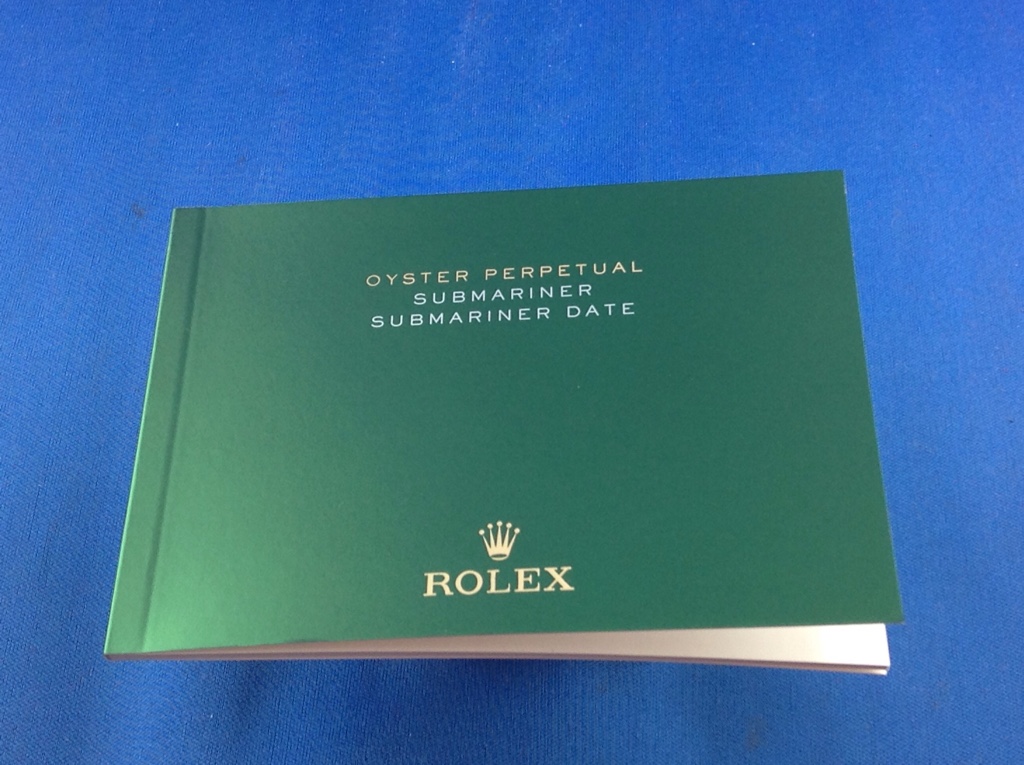 OYSTER PERPETUAL
SUBMARINER
SUBMARINER DATE
ROLEX